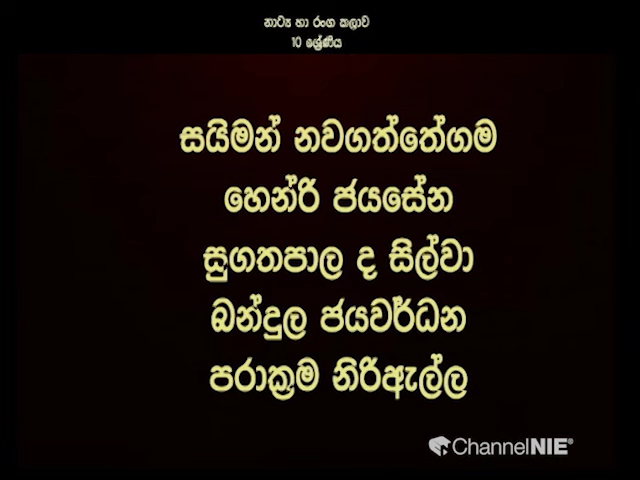 නාට්‍ය හා රංග කලාව
10 ශ්‍රේණිය
සයිමන් නවගත්තේගම
හෙන්රි ජයසේන
සුගතපාල ද සිල්වා
බන්දුල ජයවර්ධන
පරාක්‍රම නිරිඇල්ල
ChannelNIE®